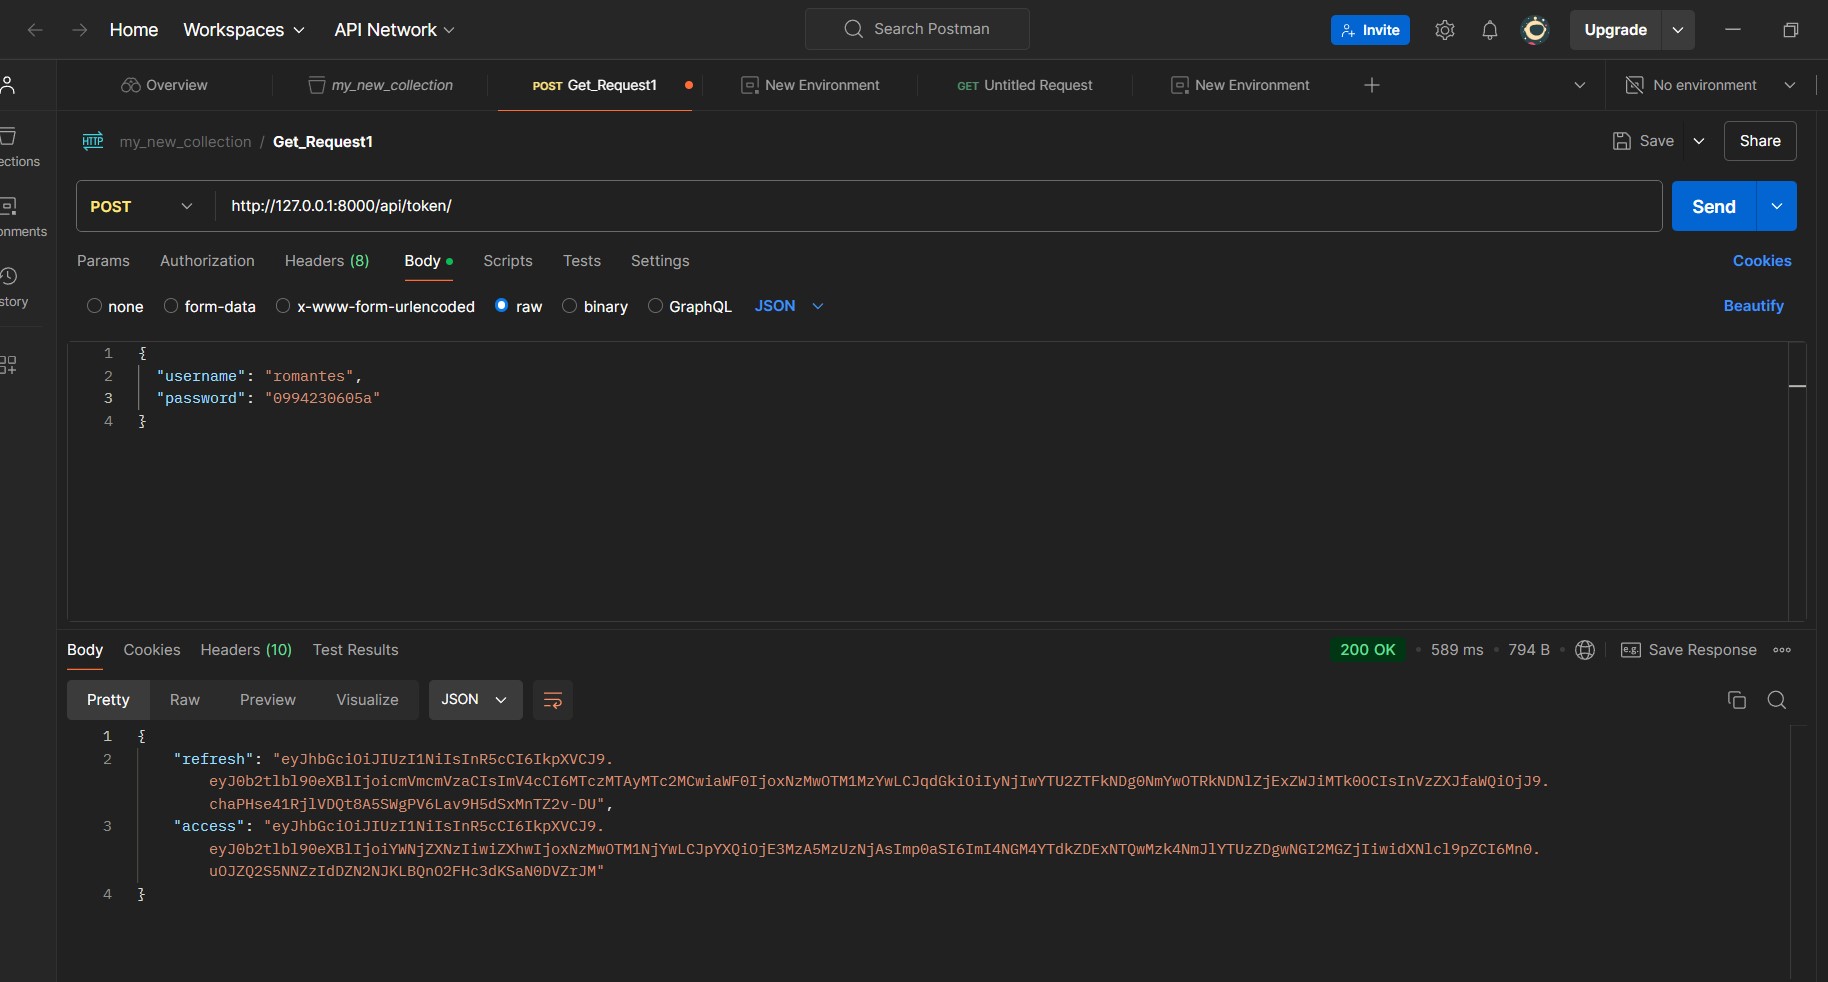 Home Workspaces API Network Search Postman Invite Upgrade
Overview my_new_collection POST Get_Request1 New Environment GET Untitled Request New Environment No environment
HTTP my_new_collection / Get_Request1 Save Share
ections
POST http://127.0.0.1:8000/api/token/ Send
onments
Params Authorization Headers (8) Body Scripts Tests Settings Cookies
story
none form-data x-www-form-urlencoded raw binary GraphQL JSON Beautify
1 {
2 "username": "romantes",
3 "password": "0994230605a"
4 }
Body Cookies Headers (10) Test Results 200 OK • 589 ms • 794 B e.g. Save Response
Pretty Raw Preview Visualize JSON
1 {
2 "refresh": "eyJhbGciOiJIUzI1NiIsInR5cCI6IkpXVCJ9.
eyJ0b2tlbl90eXBlIjoicmVmcmVzaCIsImV4cCI6MTczMTAyMTc2MCwiaWF0IjoxNzMwOTM1MzYwLCJqdGkiOiIyNjIwYTU2ZTFkNDg0NmYwOTRkNDNlZjExZWJiMTk0OCIsInVzZXJfaWQiOjJ9.
chaPHse41RjlVDQt8A5SWgPV6Lav9H5dSxMnTZ2v-DU",
3 "access": "eyJhbGciOiJIUzI1NiIsInR5cCI6IkpXVCJ9.
eyJ0b2tlbl90eXBlIjoiYWNjZXNzIiwiZXhwIjoxNzMwOTM1NjYwLCJpYXQiOjE3MzA5MzUzNjAsImp0aSI6ImI4NGM4YTdkZDExNTQwMzk4NmJlYTUzZDgwNGI2MGZjIiwidXNlcl9pZCI6Mn0.
uOJZQ2S5NNZzIdDZN2NJKLBQnO2FHc3dKSaN0DVZrJM"
4 }